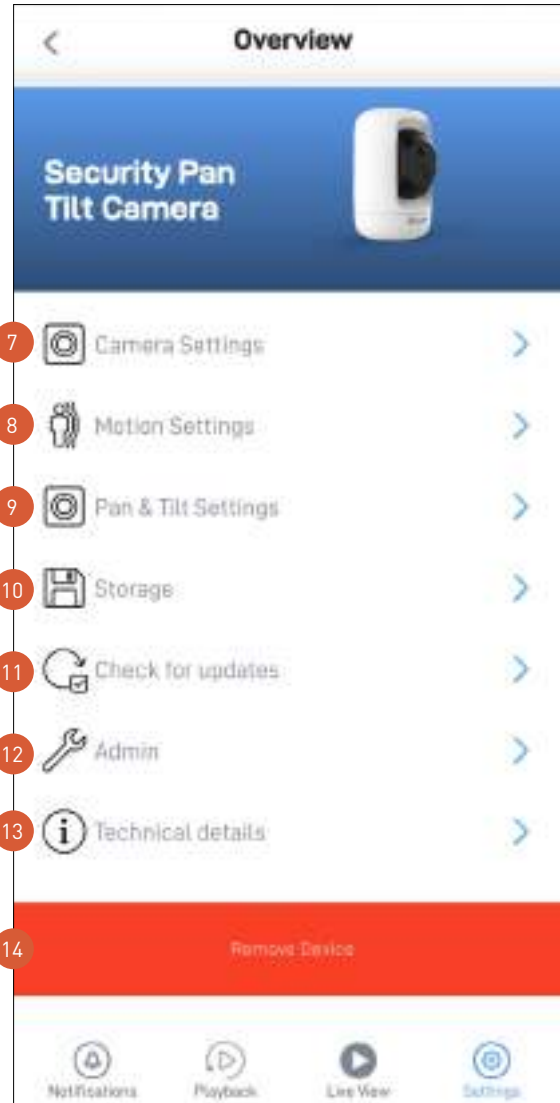 Overview
Security Pan
Tilt Camera
7 Camera Settings
8 Motion Settings
9 Pan & Tilt Settings
10 Storage
11 Check for updates
12 Admin
13 Technical details
14 Remove Device
Notifications Playback Live View Settings